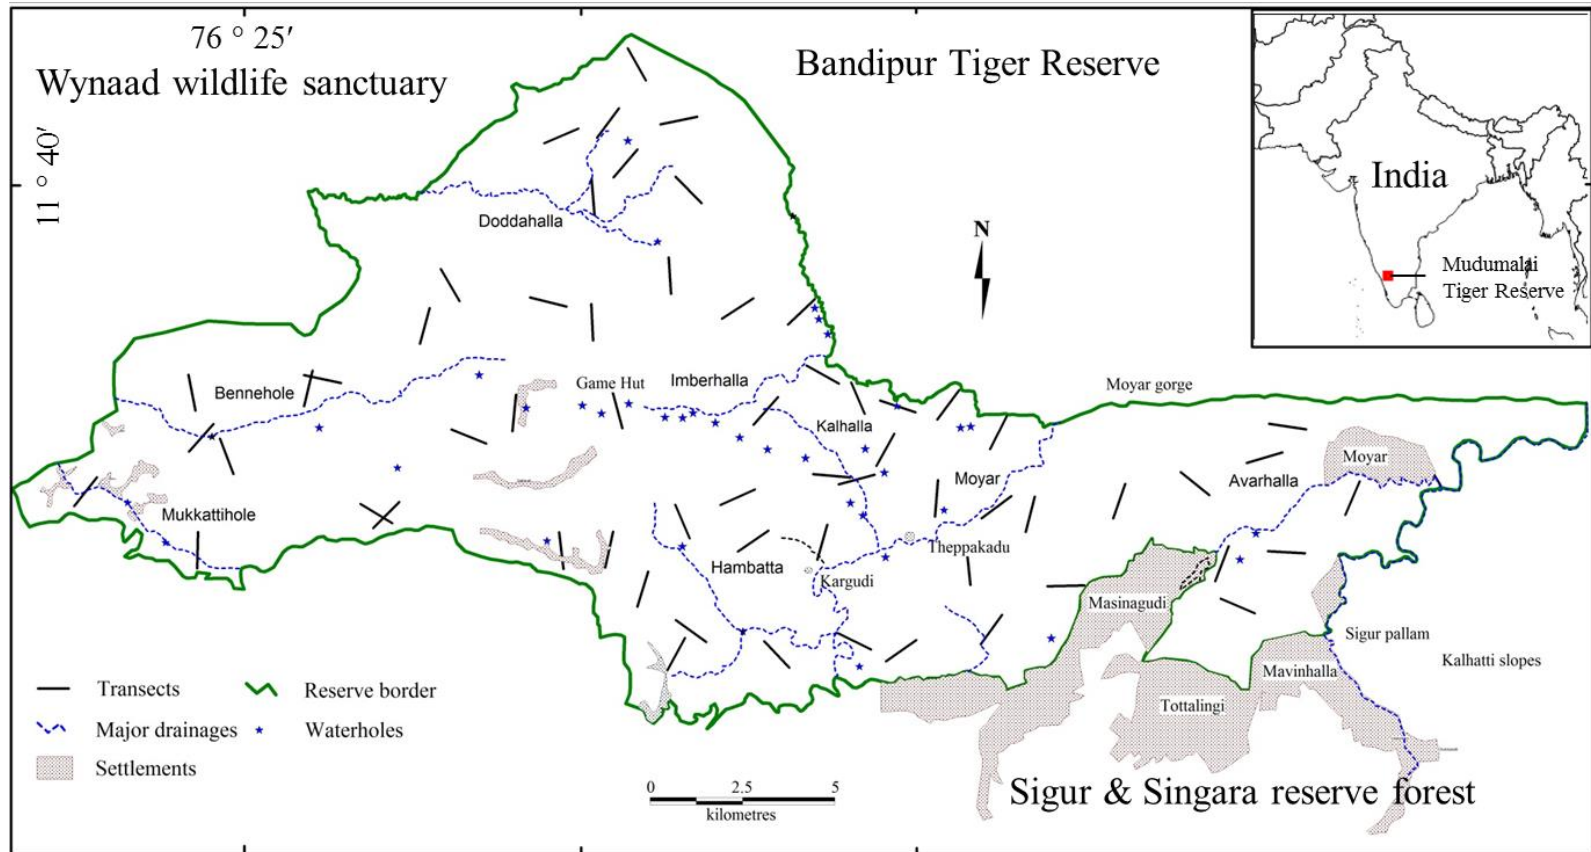 76 ° 25′
Wynaad wildlife sanctuary
Bandipur Tiger Reserve
11 ° 40′
India
Mudumalai
Tiger Reserve
N
Doddahalla
Bennehole
Game Hut
Imberhalla
Moyar gorge
Kalhalla
Moyar
Moyar
Avarhalla
Mukkattihole
Theppakadu
Hambatta
Kargudi
Masinagudi
Sigur pallam
Kalhatti slopes
Mavinhalla
Tottalingi
Transects
Reserve border
Major drainages
Waterholes
Settlements
0 2.5 5
kilometres
Sigur & Singara reserve forest